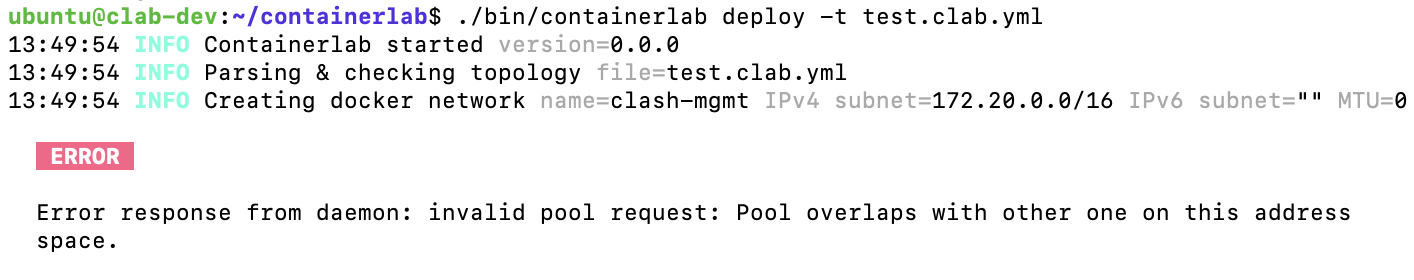 ubuntu@clab-dev:~/containerlab$ ./bin/containerlab deploy -t test.clab.yml
13:49:54 INFO Containerlab started version=0.0.0
13:49:54 INFO Parsing & checking topology file=test.clab.yml
13:49:54 INFO Creating docker network name=clash-mgmt IPv4 subnet=172.20.0.0/16 IPv6 subnet="" MTU=0
ERROR
Error response from daemon: invalid pool request: Pool overlaps with other one on this address
space.